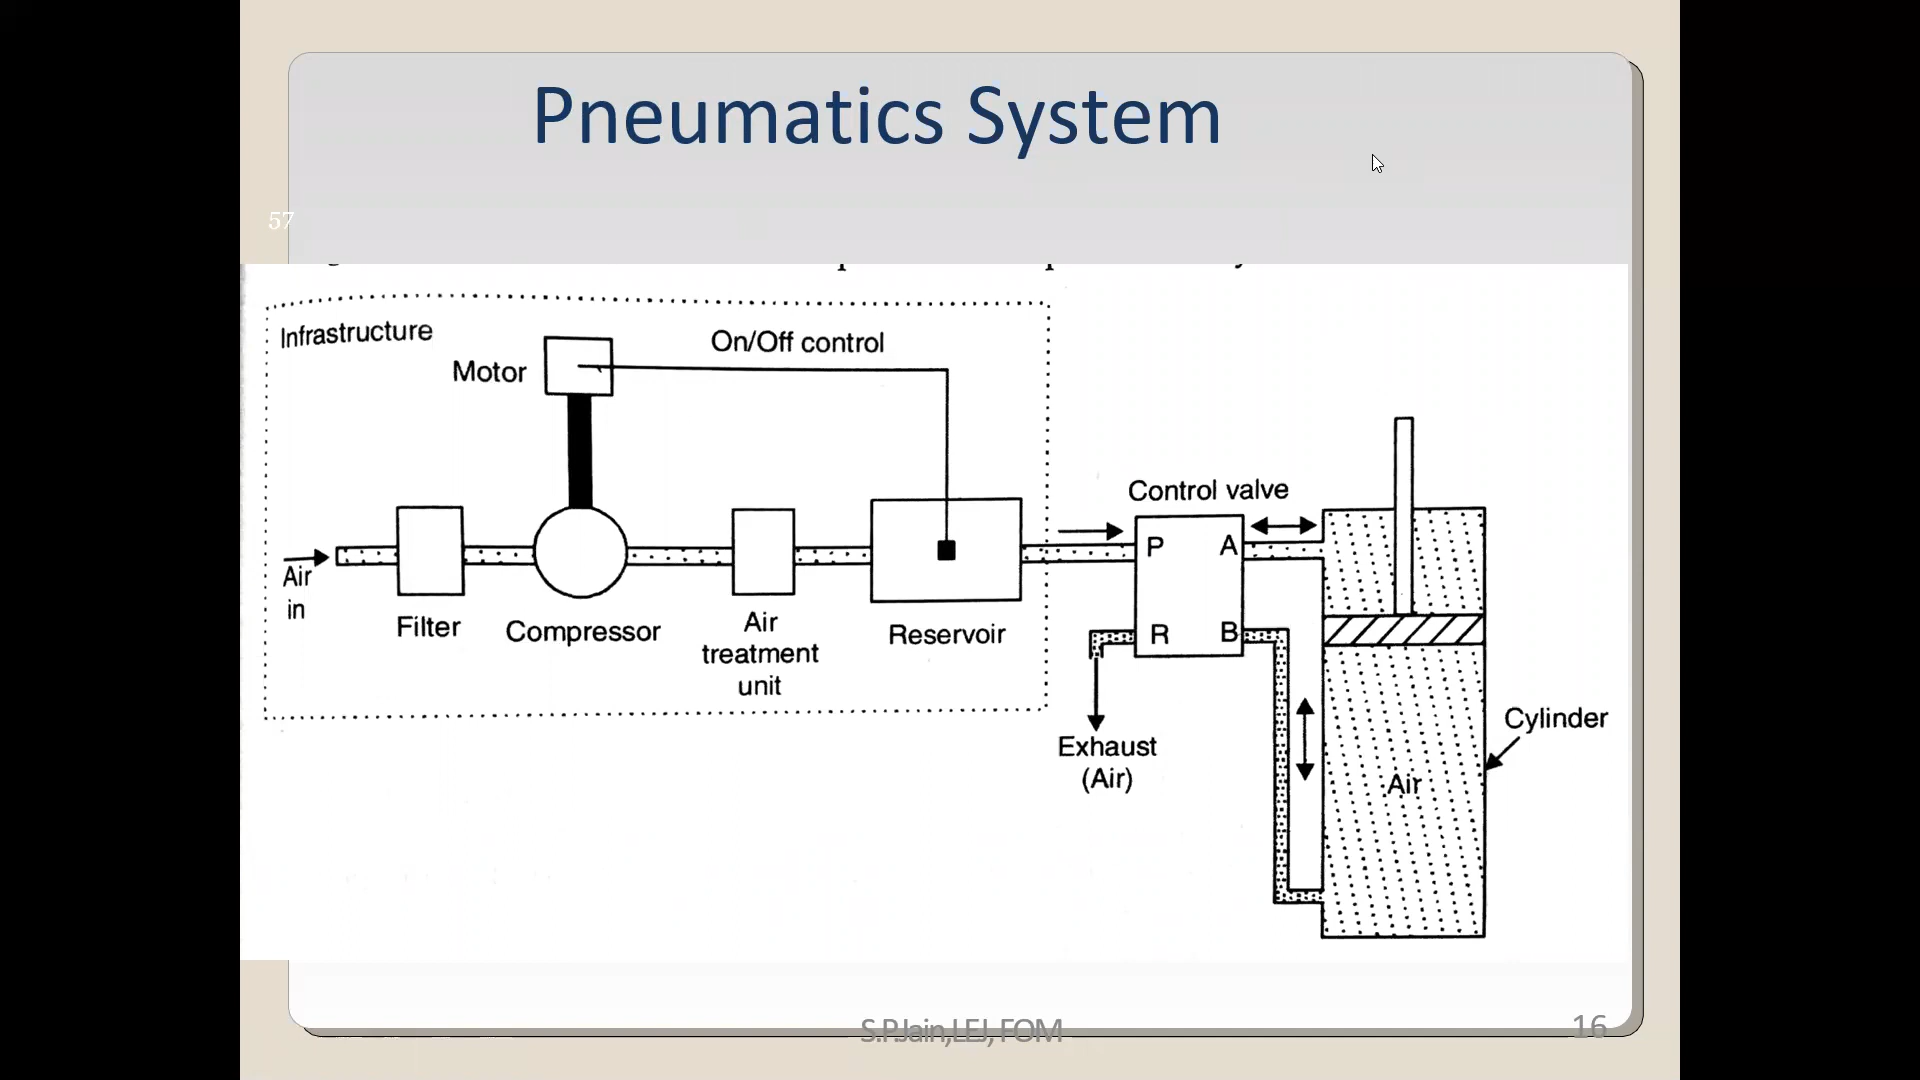 Pneumatics System
57
Infrastructure
Motor
On/Off control
Control valve
Air
in
Filter
Compressor
Air
treatment
unit
Reservoir
P
A
R
B
Exhaust
(Air)
Cylinder
Air
S.P.Jain,LEJ, FOM
16